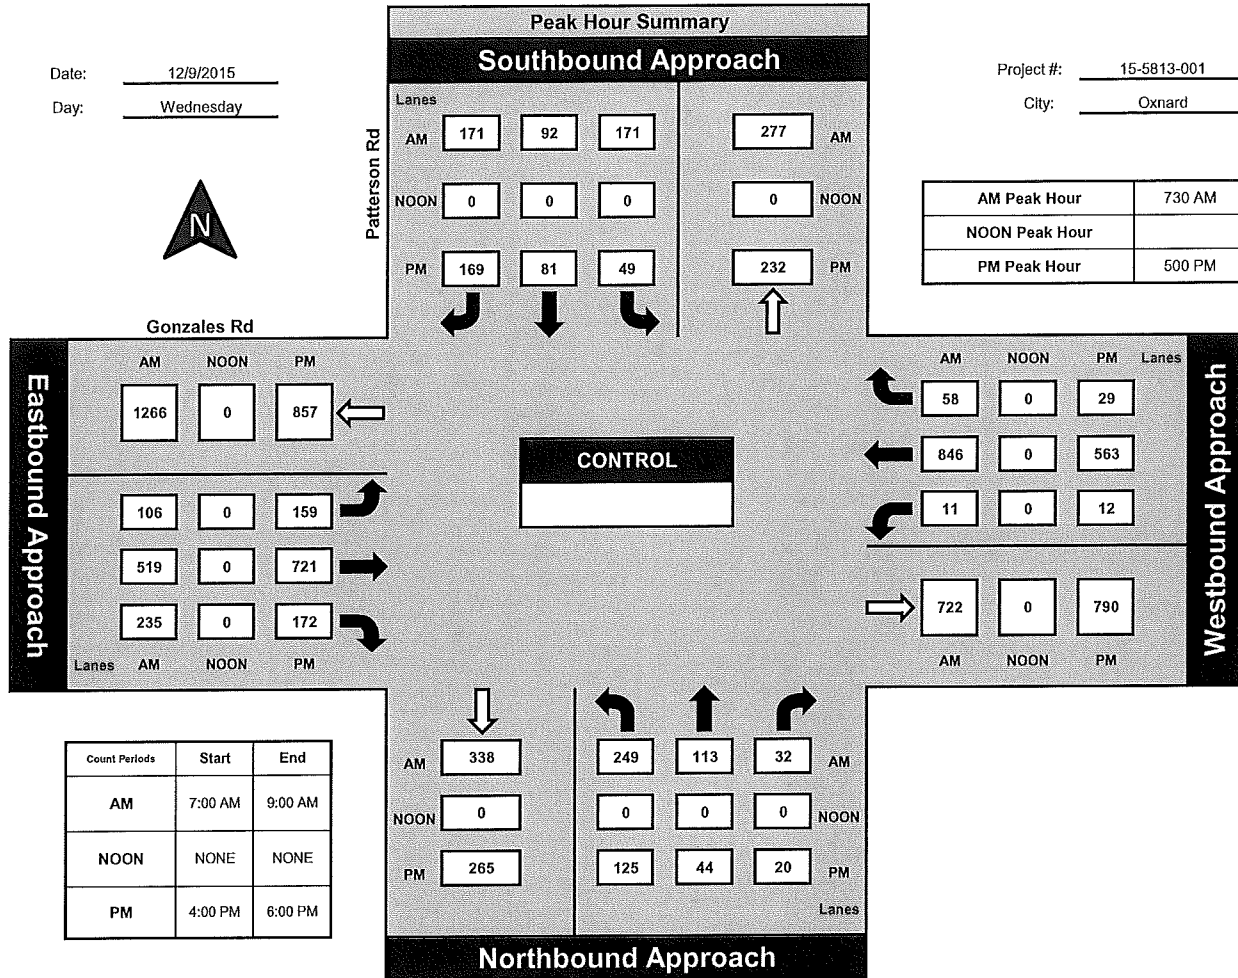 Peak Hour Summary
Southbound Approach
Date: 12/9/2015
Day: Wednesday
Project #: 15-5813-001
City: Oxnard
N
Patterson Rd
Lanes
AM 171 92 171 277 AM
NOON 0 0 0 0 NOON
PM 169 81 49 232 PM
AM Peak Hour 730 AM
NOON Peak Hour
PM Peak Hour 500 PM
Gonzales Rd
Eastbound Approach
AM NOON PM
1266 0 857
106 0 159
519 0 721
235 0 172
Lanes AM NOON PM
CONTROL
AM NOON PM Lanes
58 0 29
846 0 563
11 0 12
722 0 790
AM NOON PM
Westbound Approach
Count Periods Start End
AM 7:00 AM 9:00 AM
NOON NONE NONE
PM 4:00 PM 6:00 PM
AM 338 249 113 32 AM
NOON 0 0 0 0 NOON
PM 265 125 44 20 PM
Lanes
Northbound Approach